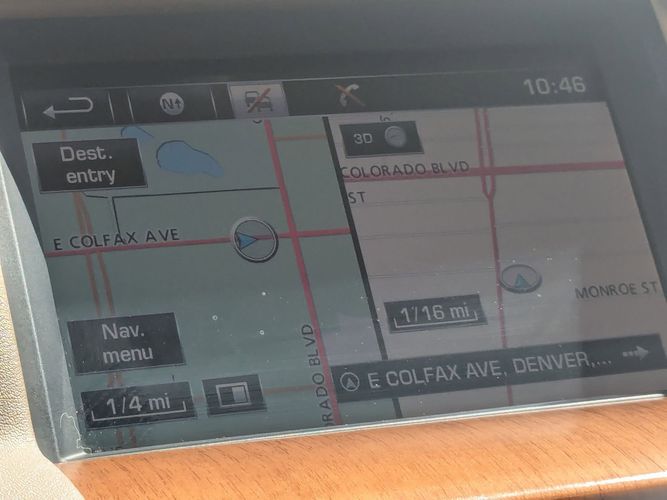 N
10:46
Dest.
entry
3D
COLORADO BLVD
ST
E COLFAX AVE
MONROE ST
1/16 mi
Nav.
menu
RADO BLVD
E COLFAX AVE, DENVER,...
1/4 mi